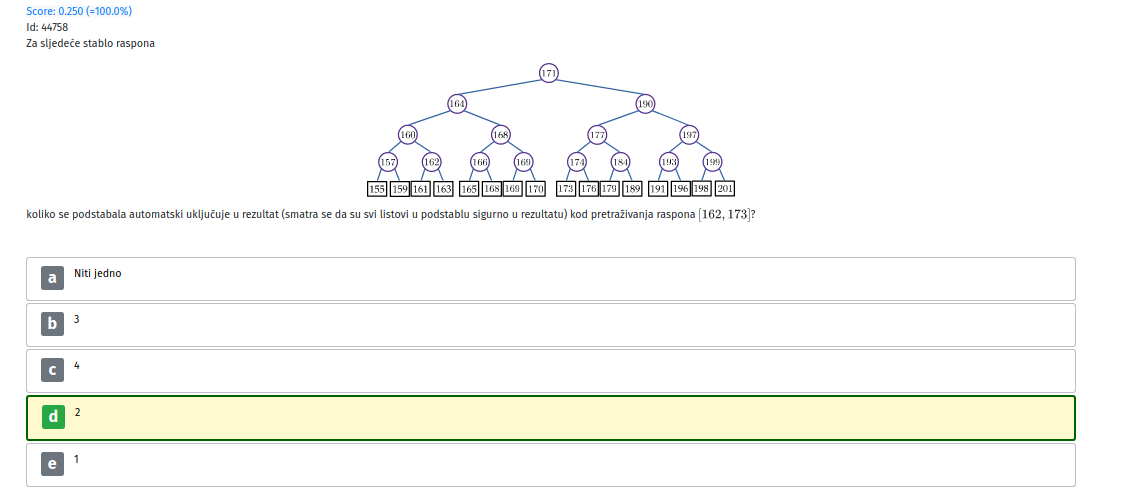 Score: 0.250 (=100.0%)
Id: 44758
Za sljedeće stablo raspona
171
164 190
160 168 177 197
157 162 166 169 174 184 193 199
155 159 161 163 165 168 169 170 173 176 179 189 191 196 198 201
koliko se podstabala automatski uključuje u rezultat (smatra se da su svi listovi u podstablu sigurno u rezultatu) kod pretraživanja raspona [162, 173]?
a Niti jedno
b 3
c 4
d 2
e 1